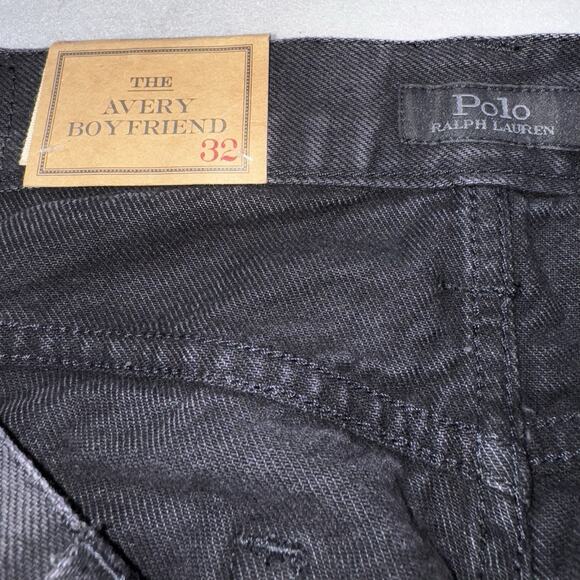 THE
AVERY
BOYFRIEND
32
Polo
RALPH LAUREN